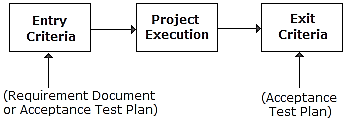 Entry
Criteria
Project
Execution
Exit
Criteria
(Requirement Document
or Acceptance Test Plan)
(Acceptance
Test Plan)